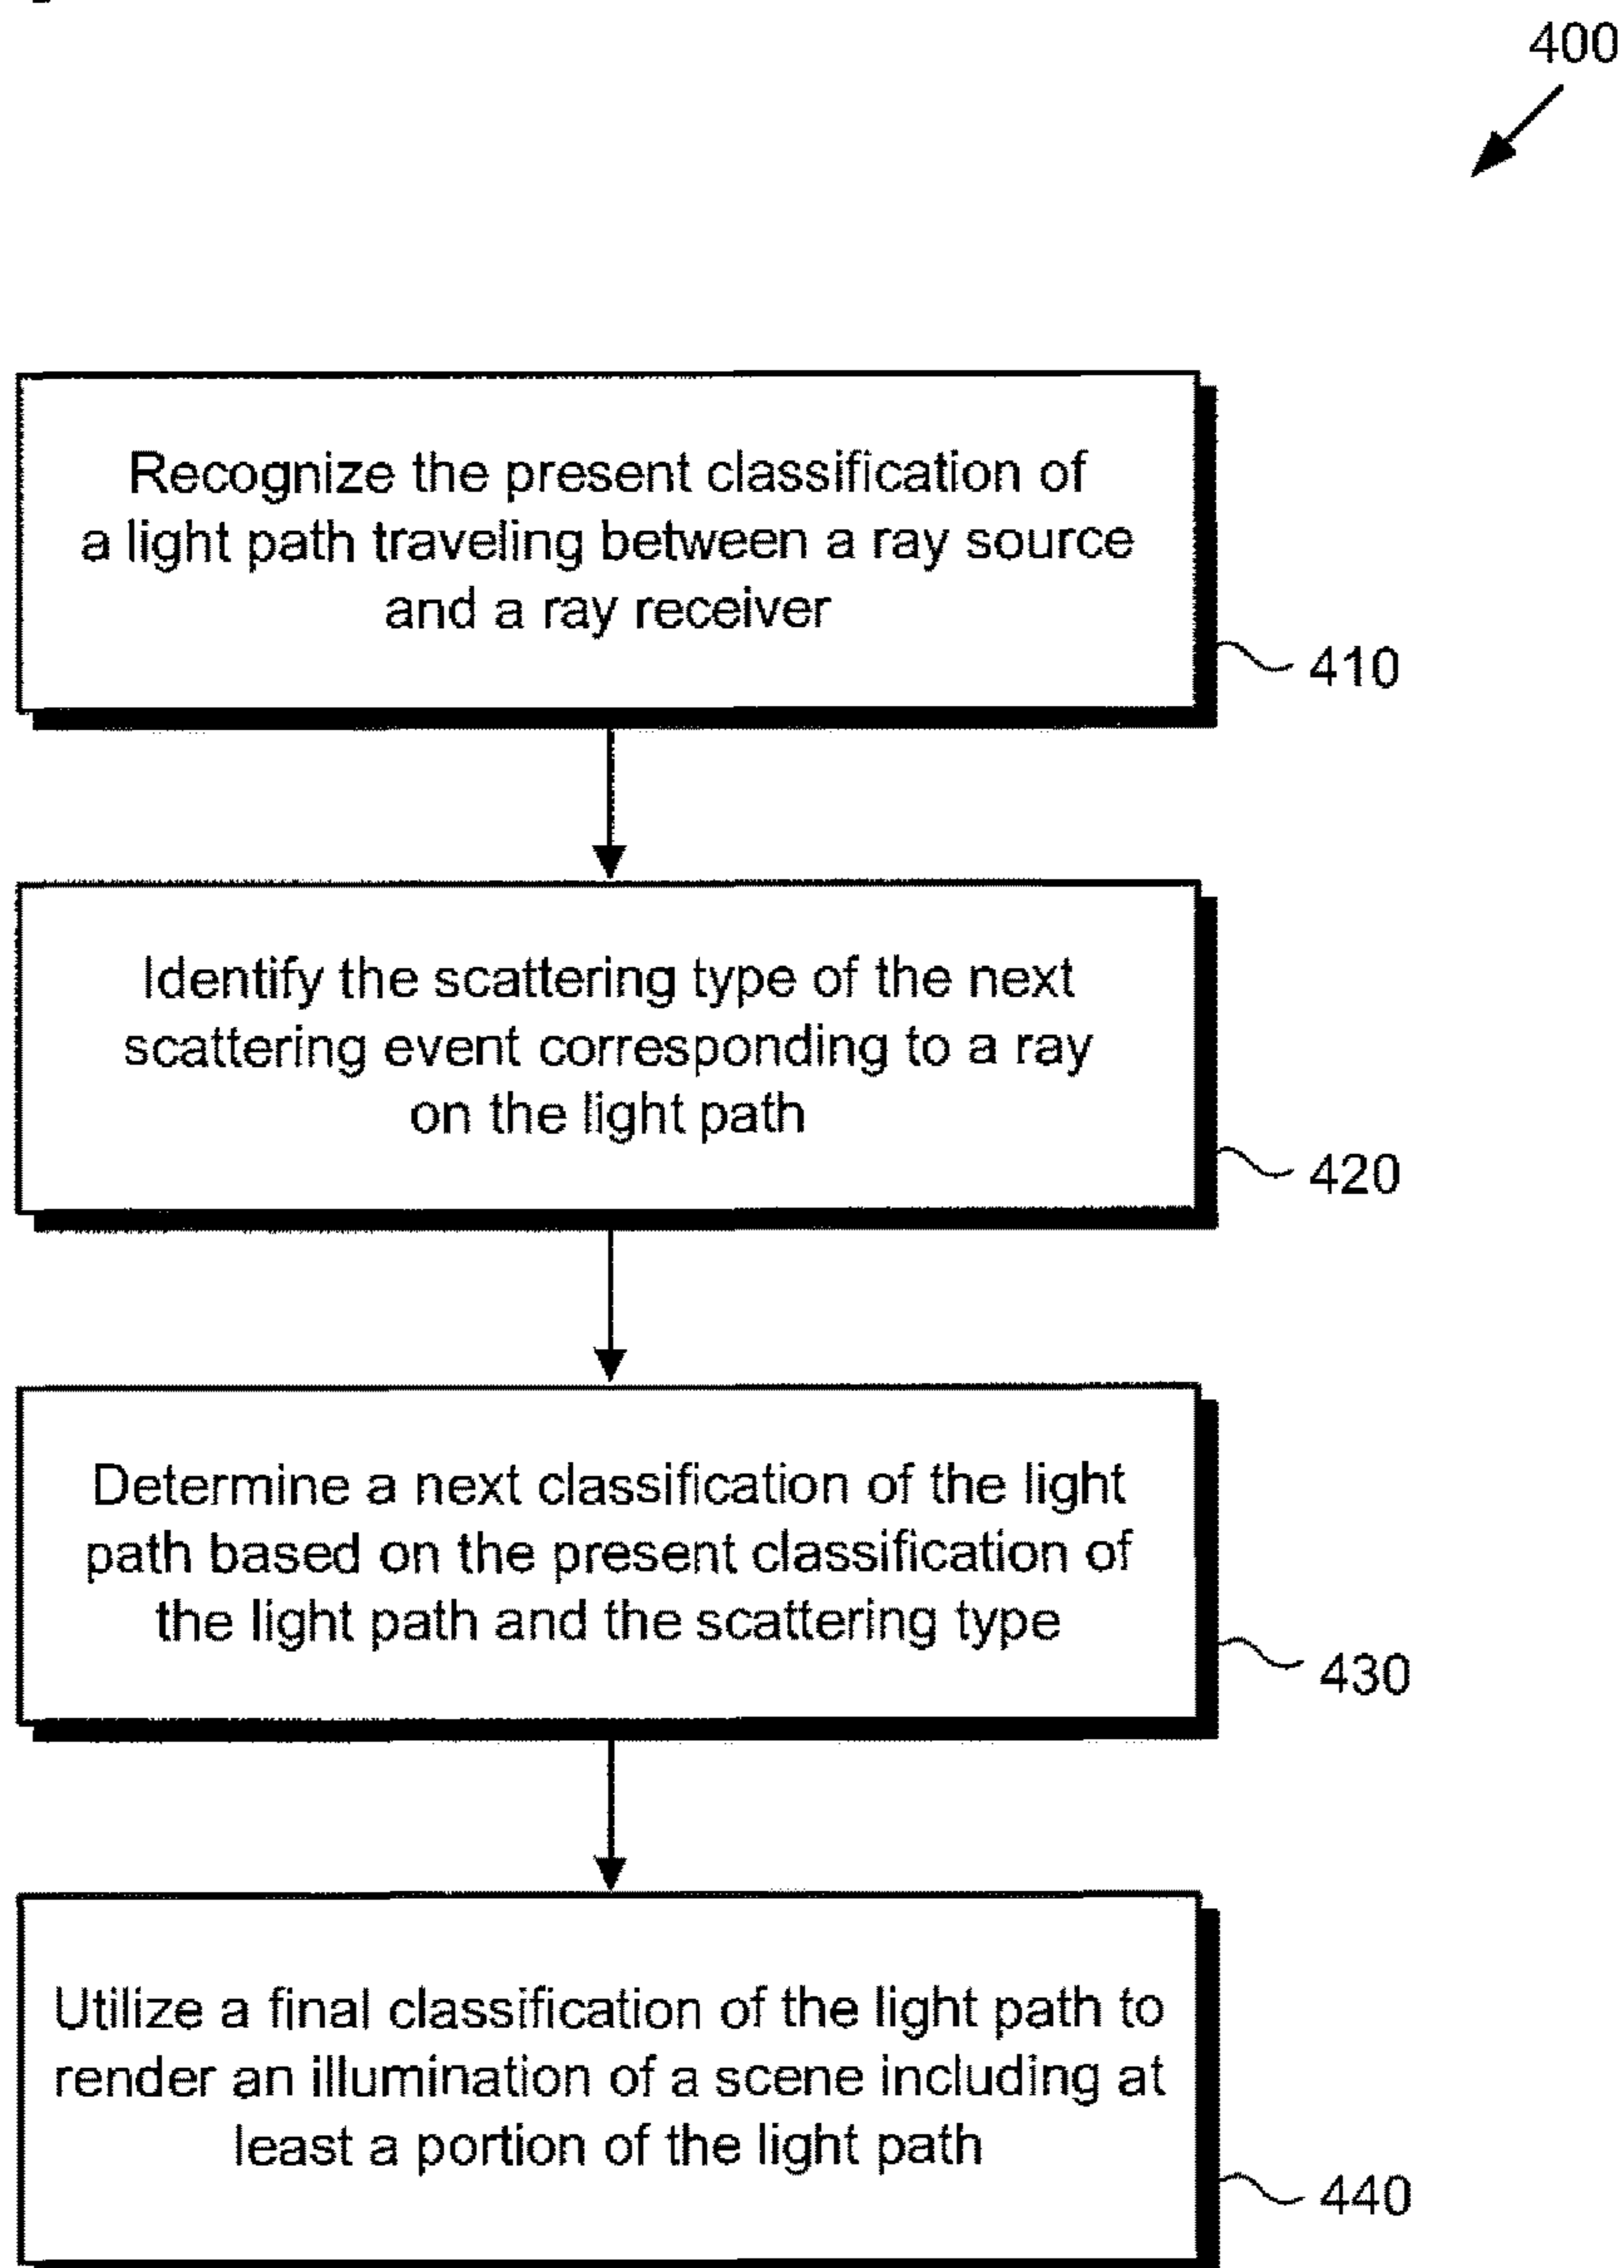 400
Recognize the present classification of
a light path traveling between a ray source
and a ray receiver
410
Identify the scattering type of the next
scattering event corresponding to a ray
on the light path
420
Determine a next classification of the light
path based on the present classification of
the light path and the scattering type
430
Utilize a final classification of the light path to
render an illumination of a scene including at
least a portion of the light path
440